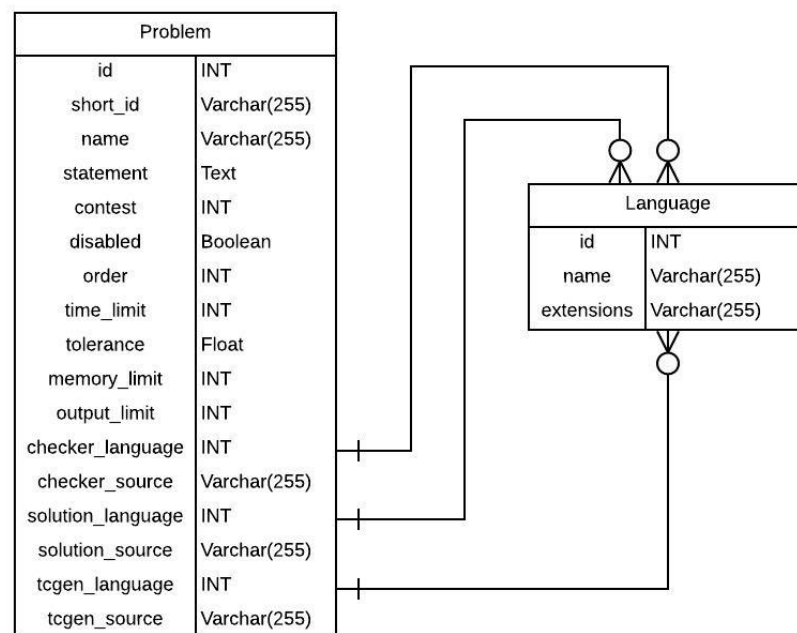 Problem
id INT
short_id Varchar(255)
name Varchar(255)
statement Text
contest INT
disabled Boolean
order INT
time_limit INT
tolerance Float
memory_limit INT
output_limit INT
checker_language INT
checker_source Varchar(255)
solution_language INT
solution_source Varchar(255)
tcgen_language INT
tcgen_source Varchar(255)
Language
id INT
name Varchar(255)
extensions Varchar(255)